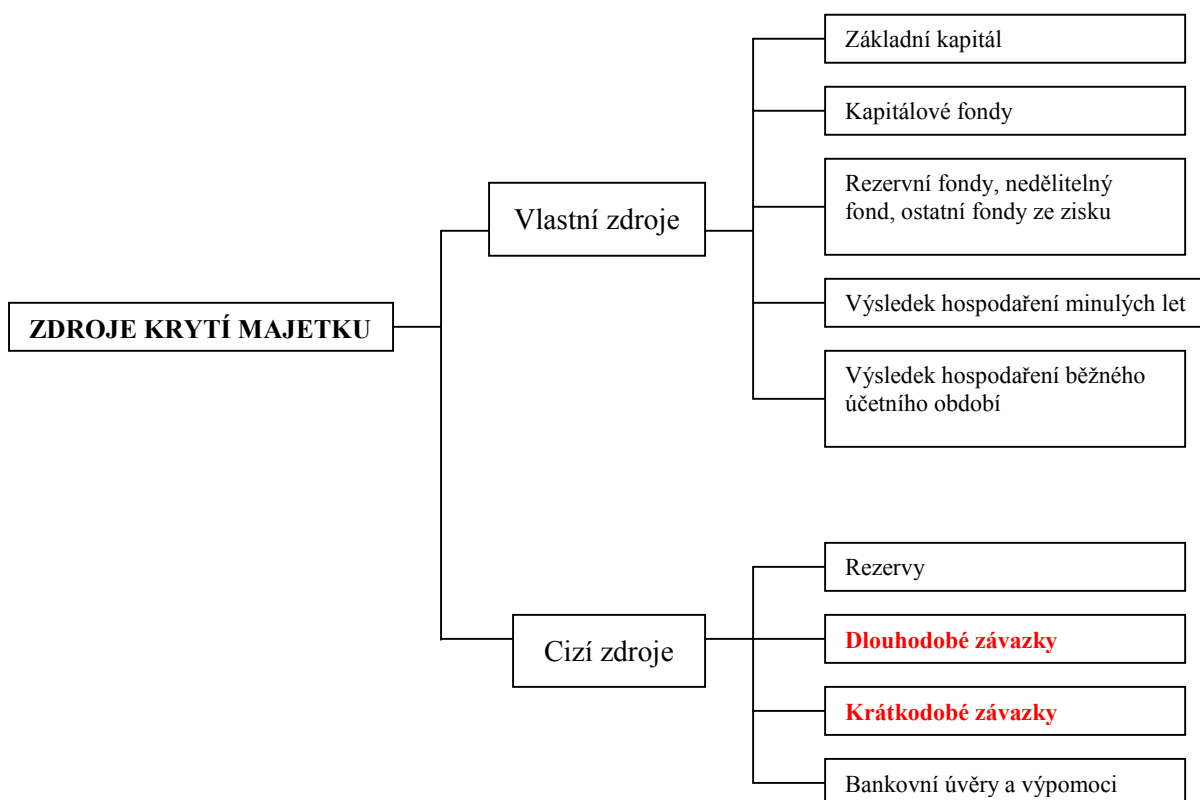 Základní kapitál
Kapitálové fondy
Rezervní fondy, nedělitelný
fond, ostatní fondy ze zisku
Vlastní zdroje
Výsledek hospodaření minulých let
ZDROJE KRYTÍ MAJETKU
Výsledek hospodaření běžného
účetního období
Rezervy
Dlouhodobé závazky
Cizí zdroje
Krátkodobé závazky
Bankovní úvěry a výpomoci